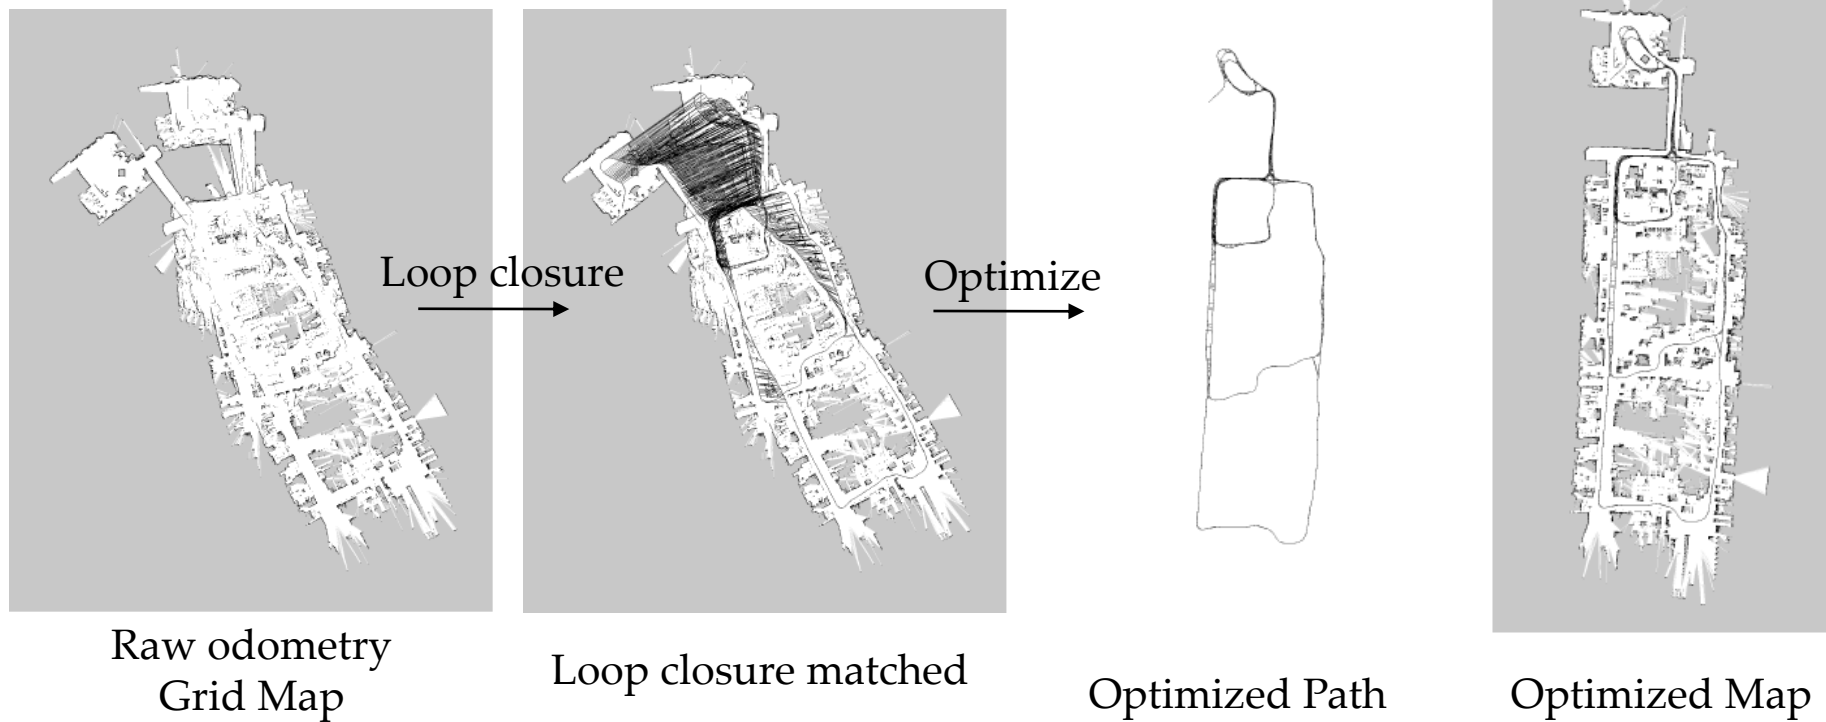 Loop closure
Optimize
Raw odometry
Grid Map
Loop closure matched
Optimized Path
Optimized Map